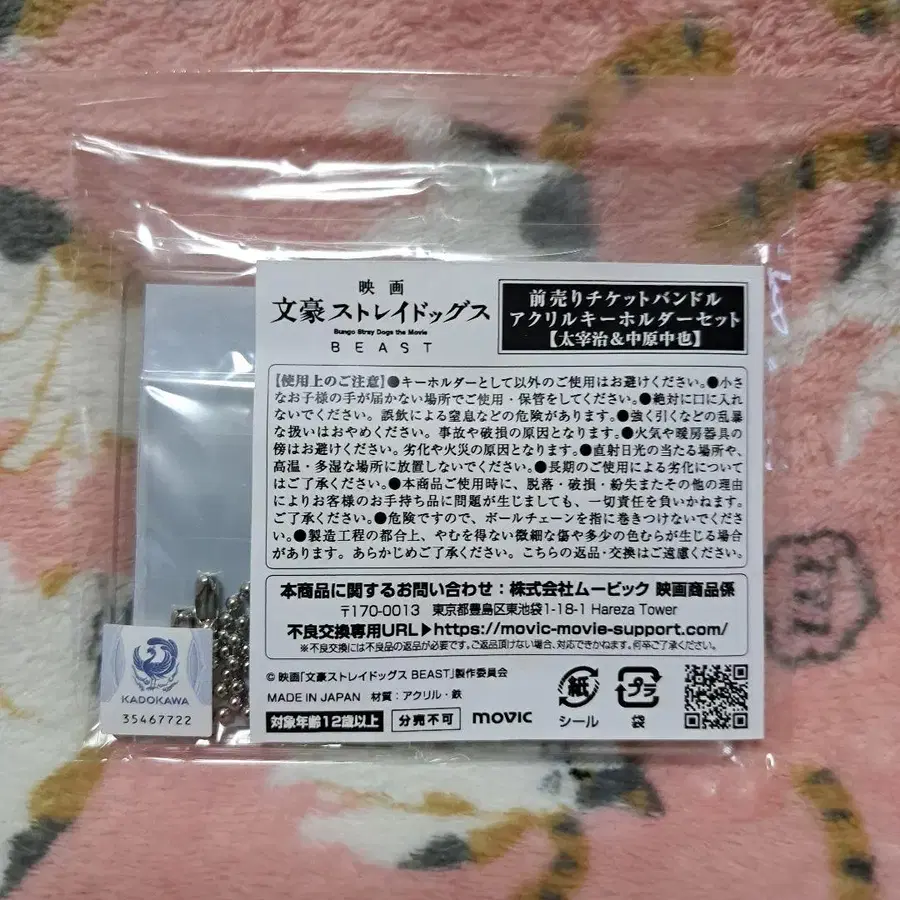 映画
文豪ストレイドッグス
Bungo Stray Dogs the Movie
BEAST
前売りチケットバンドル
アクリルキーホルダーセット
【太宰治&中原中也】
【使用上のご注意】●キーホルダーとして以外のご使用はお避けください。●小さ
なお子様の手が届かない場所でご使用・保管をしてください。●絶対に口に入れ
ないでください。誤飲による窒息などの危険があります。●強く引くなどの乱暴
な扱いはおやめください。事故や破損の原因となります。●火気や暖房器具の
傍はお避けください。劣化や火災の原因となります。●直射日光の当たる場所や、
高温・多湿な場所に放置しないでください。●長期のご使用による劣化について
はご了承ください。●本商品ご使用時に、脱落・破損・紛失またその他の理由
によりお客様のお手持ち品に問題が生じましても、一切責任を負いかねます。
ご了承ください。●危険ですので、ボールチェーンを指に巻きつけないでくださ
い。●製造工程の都合上、やむを得ない微細な傷や多少の色むらが生じる場合
があります。あらかじめご了承ください。こちらの返品・交換はご遠慮ください。
本商品に関するお問い合わせ:株式会社ムービック 映画商品係
〒170-0013 東京都豊島区東池袋1-18-1 Hareza Tower
不良交換専用URL▶https://movic-movie-support.com/
※不良交換には不良品の返品が必要です。ご返品頂けない場合、対応できかねます。何卒ご了承ください。
© 映画「文豪ストレイドッグス BEAST」製作委員会
MADE IN JAPAN 材質:アクリル・鉄
対象年齢12歳以上 分売不可 movic
紙
シール
プラ
袋
KADOKAWA
35467722